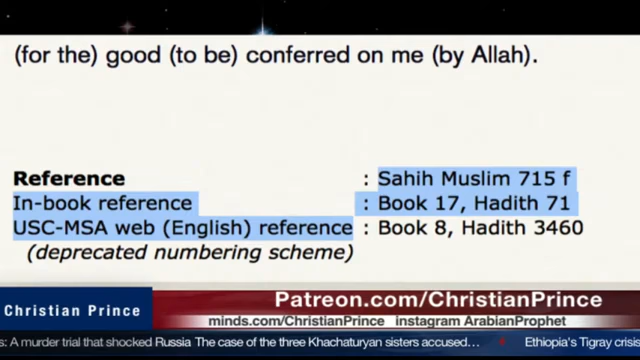 (for the) good (to be) conferred on me (by Allah).
Reference : Sahih Muslim 715 f
In-book reference : Book 17, Hadith 71
USC-MSA web (English) reference : Book 8, Hadith 3460
(deprecated numbering scheme)
Christian Prince
Patreon.com/ChristianPrince
minds.com/ChristianPrince instagram ArabianProphet
s: A murder trial that shocked Russia The case of the three Khachaturyan sisters accused... Ethiopia's Tigray crisis